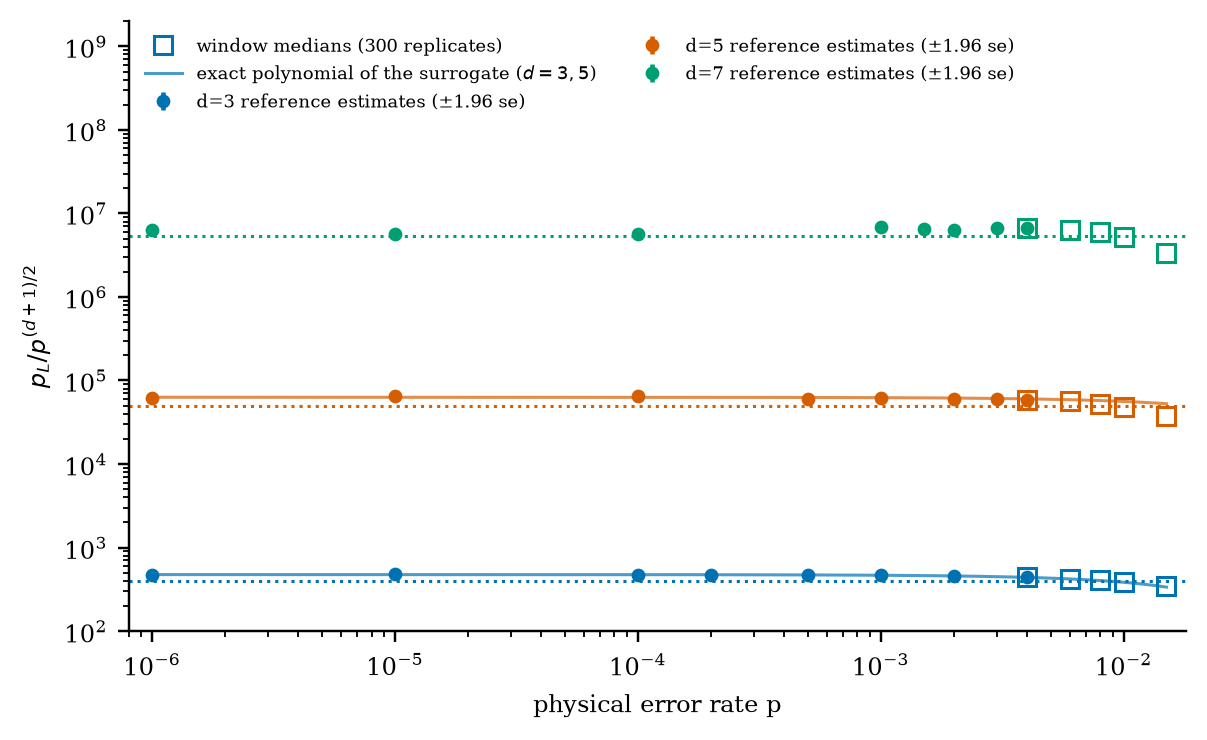 window medians (300 replicates)
exact polynomial of the surrogate (d = 3, 5)
d=3 reference estimates (±1.96 se)
d=5 reference estimates (±1.96 se)
d=7 reference estimates (±1.96 se)
p_L/p^{(d+1)/2}
10^9
10^8
10^7
10^6
10^5
10^4
10^3
10^2
10^{-6} 10^{-5} 10^{-4} 10^{-3} 10^{-2}
physical error rate p